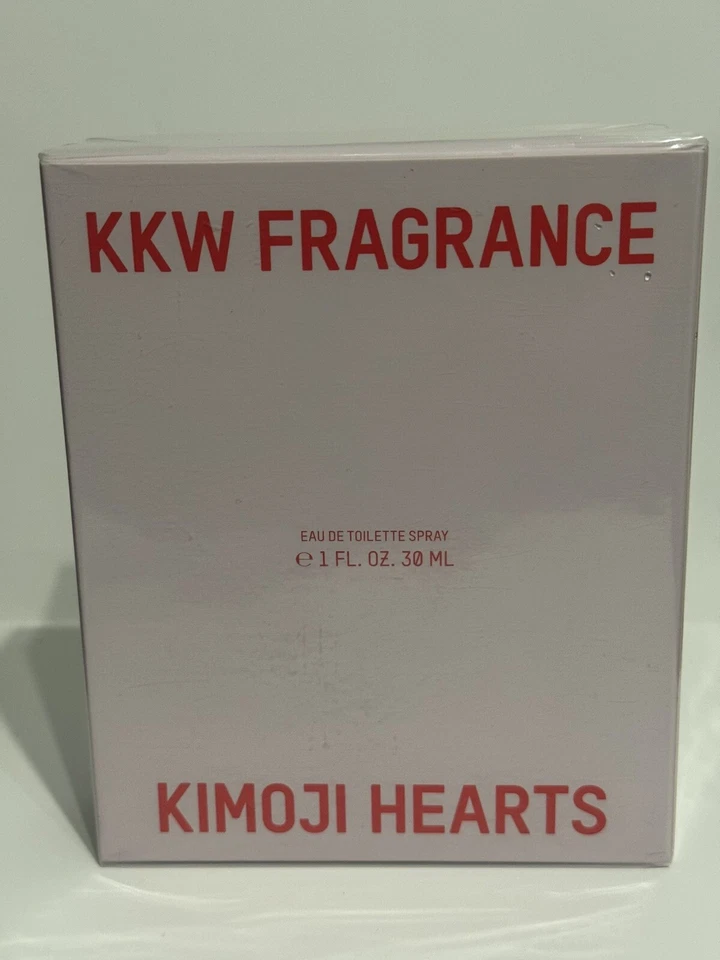 KKW FRAGRANCE
EAU DE TOILETTE SPRAY
℮ 1 FL. OZ. 30 ML
KIMOJI HEARTS